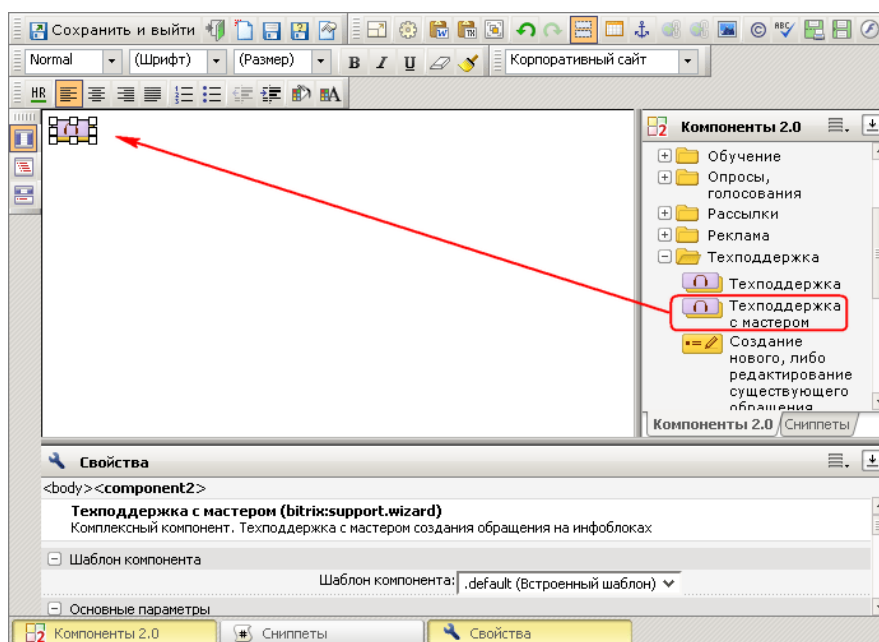 Сохранить и выйти
Normal (Шрифт) (Размер) B I U Корпоративный сайт
HR
Компоненты 2.0
Обучение
Опросы,
голосования
Рассылки
Реклама
Техподдержка
Техподдержка
Техподдержка
с мастером
Создание
нового, либо
редактирование
существующего
обращения
Компоненты 2.0 Сниппеты
Свойства
<body><component2>
Техподдержка с мастером (bitrix:support.wizard)
Комплексный компонент. Техподдержка с мастером создания обращения на инфоблоках
Шаблон компонента
Шаблон компонента: .default (Встроенный шаблон)
Основные параметры
Компоненты 2.0 Сниппеты Свойства